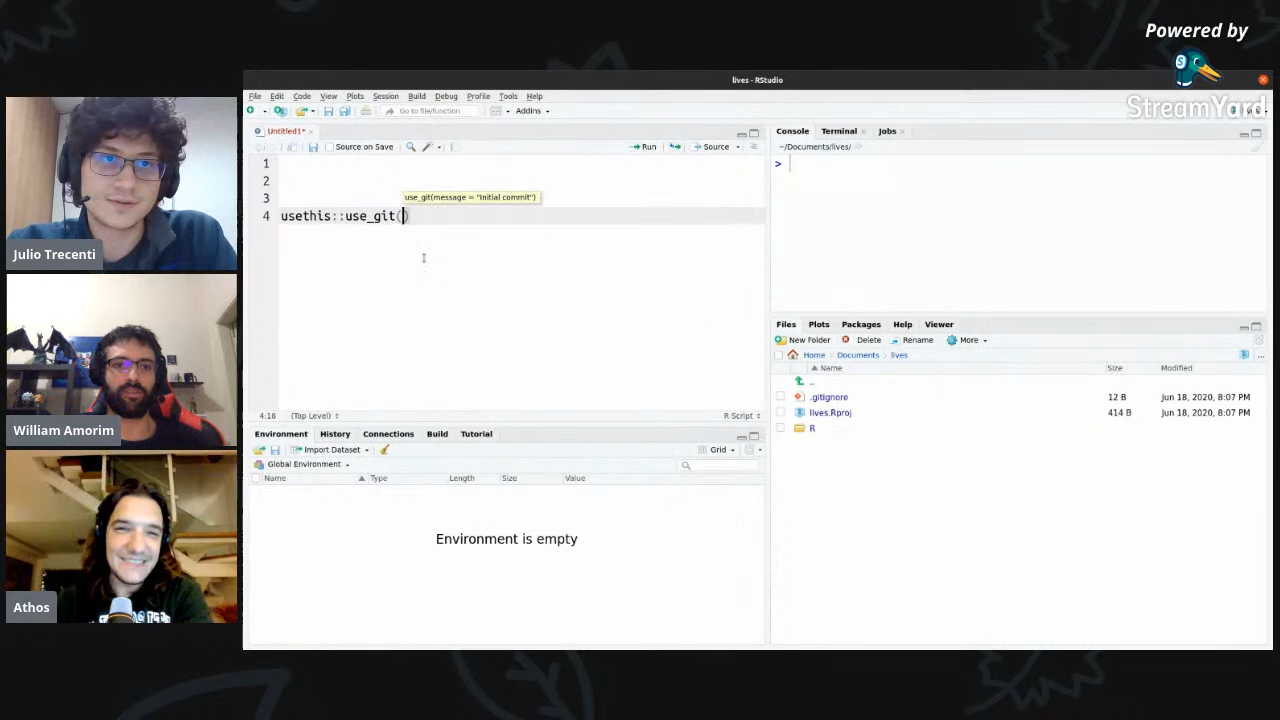 Powered by
StreamYard
lives - RStudio
File Edit Code View Plots Session Build Debug Profile Tools Help
Go to file/function Addins
Untitled1*
Source on Save Run Source
1
2
3
use_git(message = "Initial commit")
4 usethis::use_git()
4:18 (Top Level) R Script
Environment History Connections Build Tutorial
Import Dataset Grid
Global Environment
Name Type Length Size Value
Environment is empty
Console Terminal Jobs
~/Documents/lives/
>
Files Plots Packages Help Viewer
New Folder Delete Rename More
Home Documents lives ...
Name Size Modified
..
.gitignore 12 B Jun 18, 2020, 8:07 PM
lives.Rproj 414 B Jun 18, 2020, 8:07 PM
R
Julio Trecenti
William Amorim
Athos